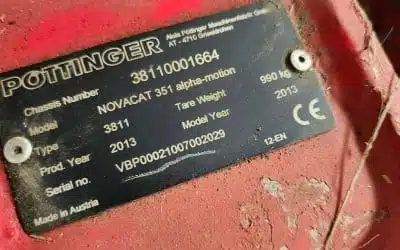 PÖTTINGER
Alois Pöttinger Maschinenfabrik GmbH
AT - 4710 Grieskirchen
Chassis Number 38110001664
Model NOVACAT 351 alpha-motion
Type 3811 Tare Weight 990 kg
Prod. Year 2013 Model Year 2013
Serial no. VBP00021007002029
Made in Austria 12-EN CE